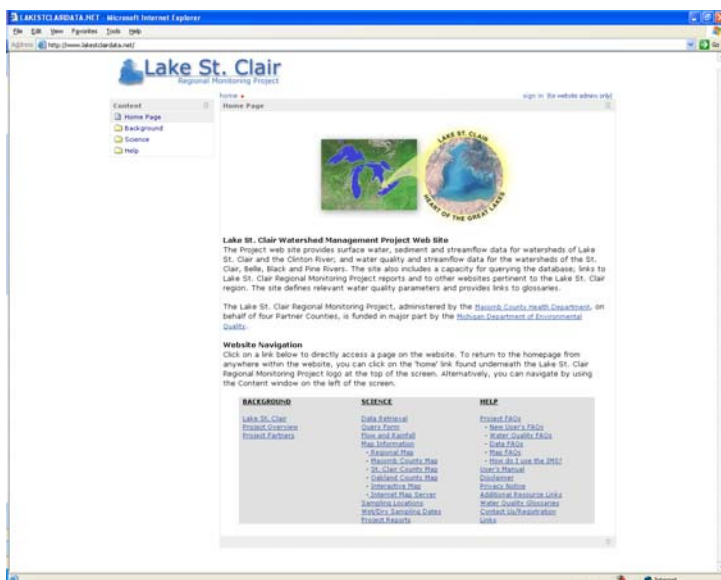 LAKESTCLAIRDATA.NET - Microsoft Internet Explorer
File Edit View Favorites Tools Help
Address http://www.lakestclairdata.net/ Go
Lake St. Clair
Regional Monitoring Project
home sign in (for website admins only)
Content
Home Page
Background
Science
Help
Home Page
LAKE ST. CLAIR
HEART OF THE GREAT LAKES
Lake St. Clair Watershed Management Project Web Site
The Project web site provides surface water, sediment and streamflow data for watersheds of Lake
St. Clair and the Clinton River; and water quality and streamflow data for the watersheds of the St.
Clair, Belle, Black and Pine Rivers. The site also includes a capacity for querying the database; links to
Lake St. Clair Regional Monitoring Project reports and to other websites pertinent to the Lake St. Clair
region. The site defines relevant water quality parameters and provides links to glossaries.
The Lake St. Clair Regional Monitoring Project, administered by the Macomb County Health Department, on
behalf of four Partner Counties, is funded in major part by the Michigan Department of Environmental
Quality.
Website Navigation
Click on a link below to directly access a page on the website. To return to the homepage from
anywhere within the website, you can click on the 'home' link found underneath the Lake St. Clair
Regional Monitoring Project logo at the top of the screen. Alternatively, you can navigate by using
the Content window on the left of the screen.
BACKGROUND
Lake St. Clair
Project Overview
Project Partners
SCIENCE
Data Retrieval
Query Form
Flow and Rainfall
Map Information
- Regional Map
- Macomb County Map
- St. Clair County Map
- Oakland County Map
- Interactive Map
- Internet Map Server
Sampling Locations
Wet/Dry Sampling Dates
Project Reports
HELP
Project FAQs
- New User's FAQs
- Water Quality FAQs
- Data FAQs
- Map FAQs
- How do I use the IMS?
User's Manual
Disclaimer
Privacy Notice
Additional Resource Links
Water Quality Glossaries
Contact Us/Registration
Links
Internet